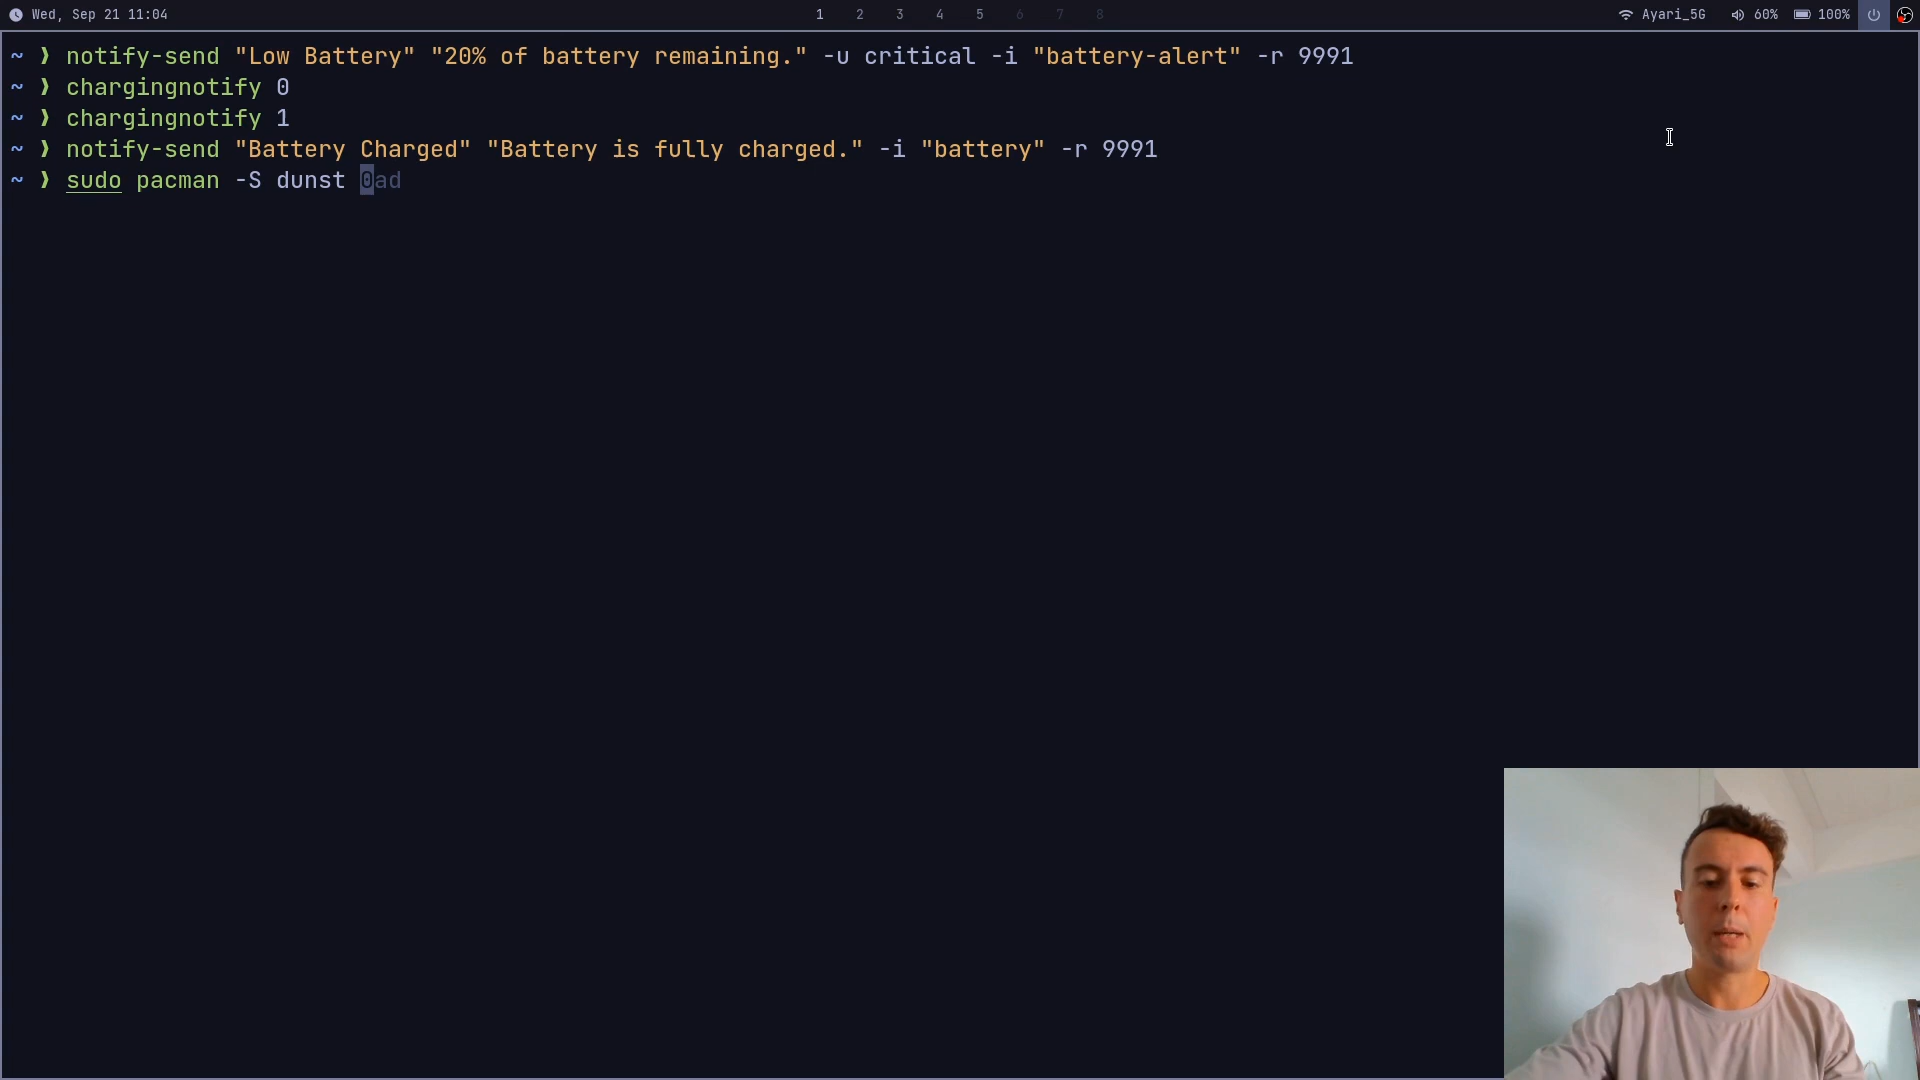 Wed, Sep 21 11:04 1 2 3 4 5 6 7 8 Ayari_5G 60% 100%
~ ❱ notify-send "Low Battery" "20% of battery remaining." -u critical -i "battery-alert" -r 9991
~ ❱ chargingnotify 0
~ ❱ chargingnotify 1
~ ❱ notify-send "Battery Charged" "Battery is fully charged." -i "battery" -r 9991
~ ❱ sudo pacman -S dunst 0ad